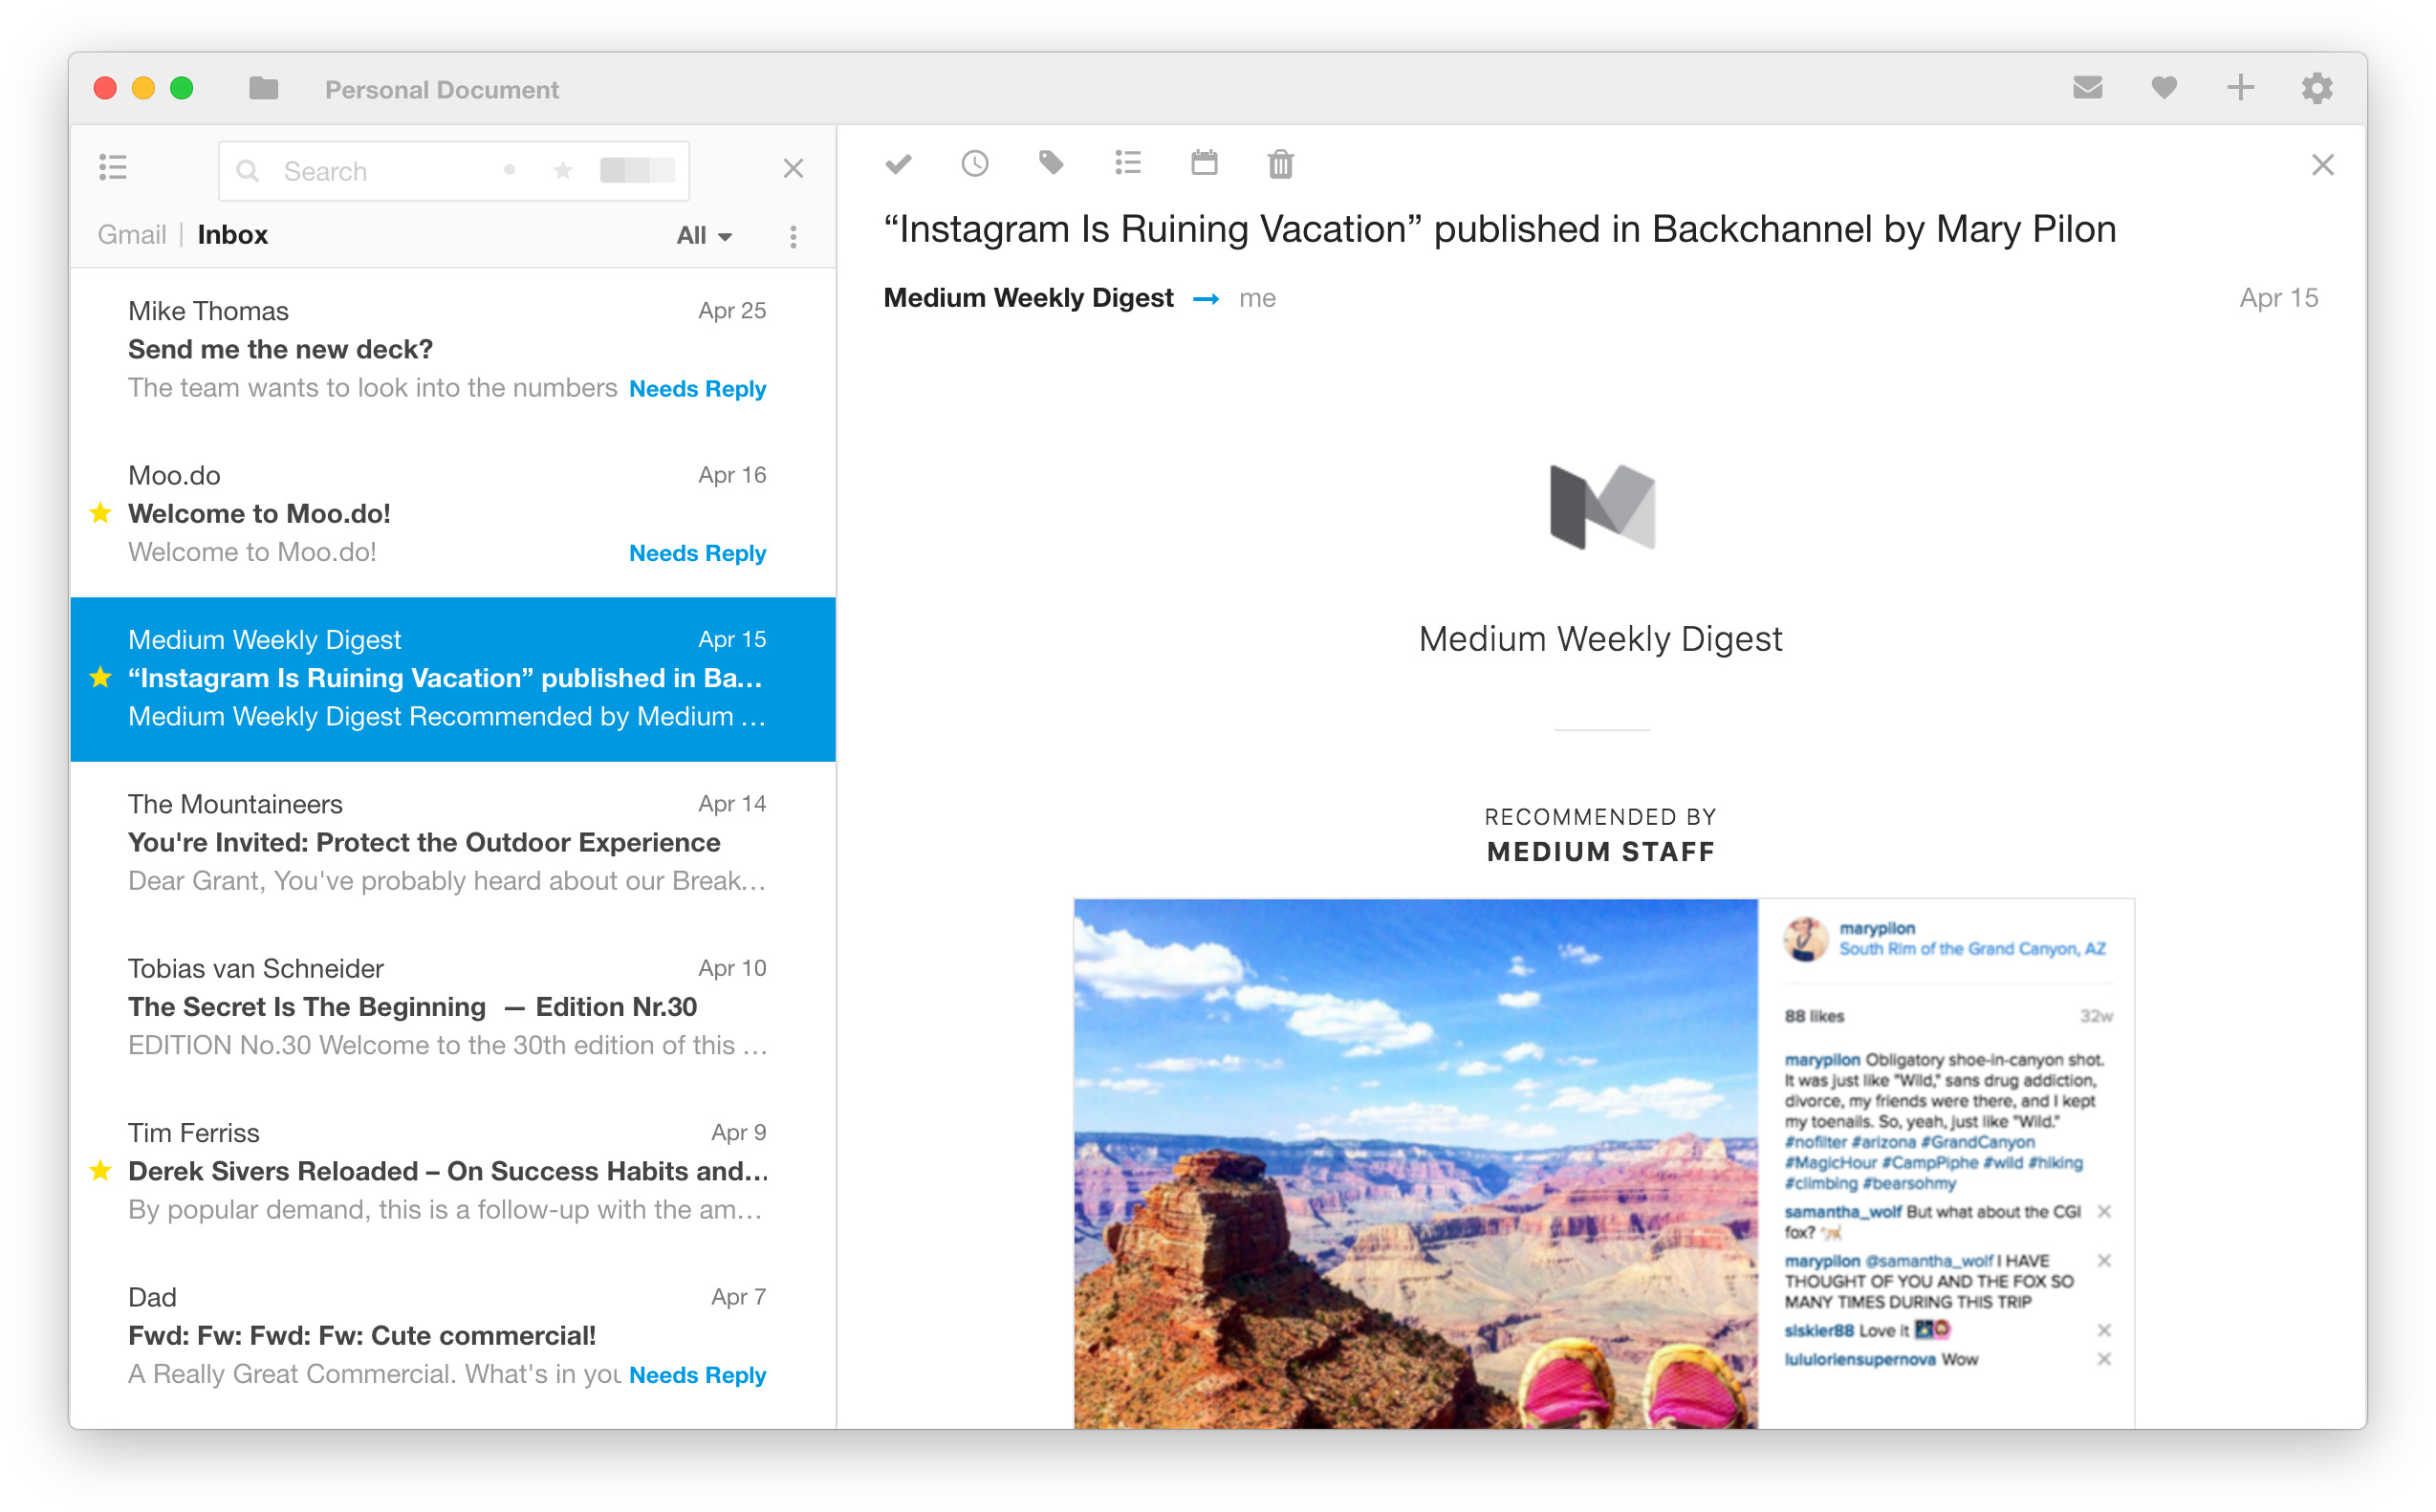 Personal Document
Search
Gmail | Inbox
All
Mike Thomas
Apr 25
Send me the new deck?
The team wants to look into the numbers
Needs Reply
Moo.do
Apr 16
Welcome to Moo.do!
Welcome to Moo.do!
Needs Reply
Medium Weekly Digest
Apr 15
“Instagram Is Ruining Vacation” published in Ba...
Medium Weekly Digest Recommended by Medium ...
The Mountaineers
Apr 14
You're Invited: Protect the Outdoor Experience
Dear Grant, You've probably heard about our Break...
Tobias van Schneider
Apr 10
The Secret Is The Beginning — Edition Nr.30
EDITION No.30 Welcome to the 30th edition of this ...
Tim Ferriss
Apr 9
Derek Sivers Reloaded – On Success Habits and...
By popular demand, this is a follow-up with the am...
Dad
Apr 7
Fwd: Fw: Fwd: Fw: Cute commercial!
A Really Great Commercial. What's in you
Needs Reply
“Instagram Is Ruining Vacation” published in Backchannel by Mary Pilon
Medium Weekly Digest → me
Apr 15
Medium Weekly Digest
RECOMMENDED BY
MEDIUM STAFF
marypilon
South Rim of the Grand Canyon, AZ
88 likes
32w
marypilon Obligatory shoe-in-canyon shot.
It was just like "Wild," sans drug addiction,
divorce, my friends were there, and I kept
my toenails. So, yeah, just like "Wild."
#nofilter #arizona #GrandCanyon
#MagicHour #CampPiphe #wild #hiking
#climbing #bearsohmy
samantha_wolf But what about the CGI
fox?
marypilon @samantha_wolf I HAVE
THOUGHT OF YOU AND THE FOX SO
MANY TIMES DURING THIS TRIP
slskier88 Love it
lululoriensupernova Wow